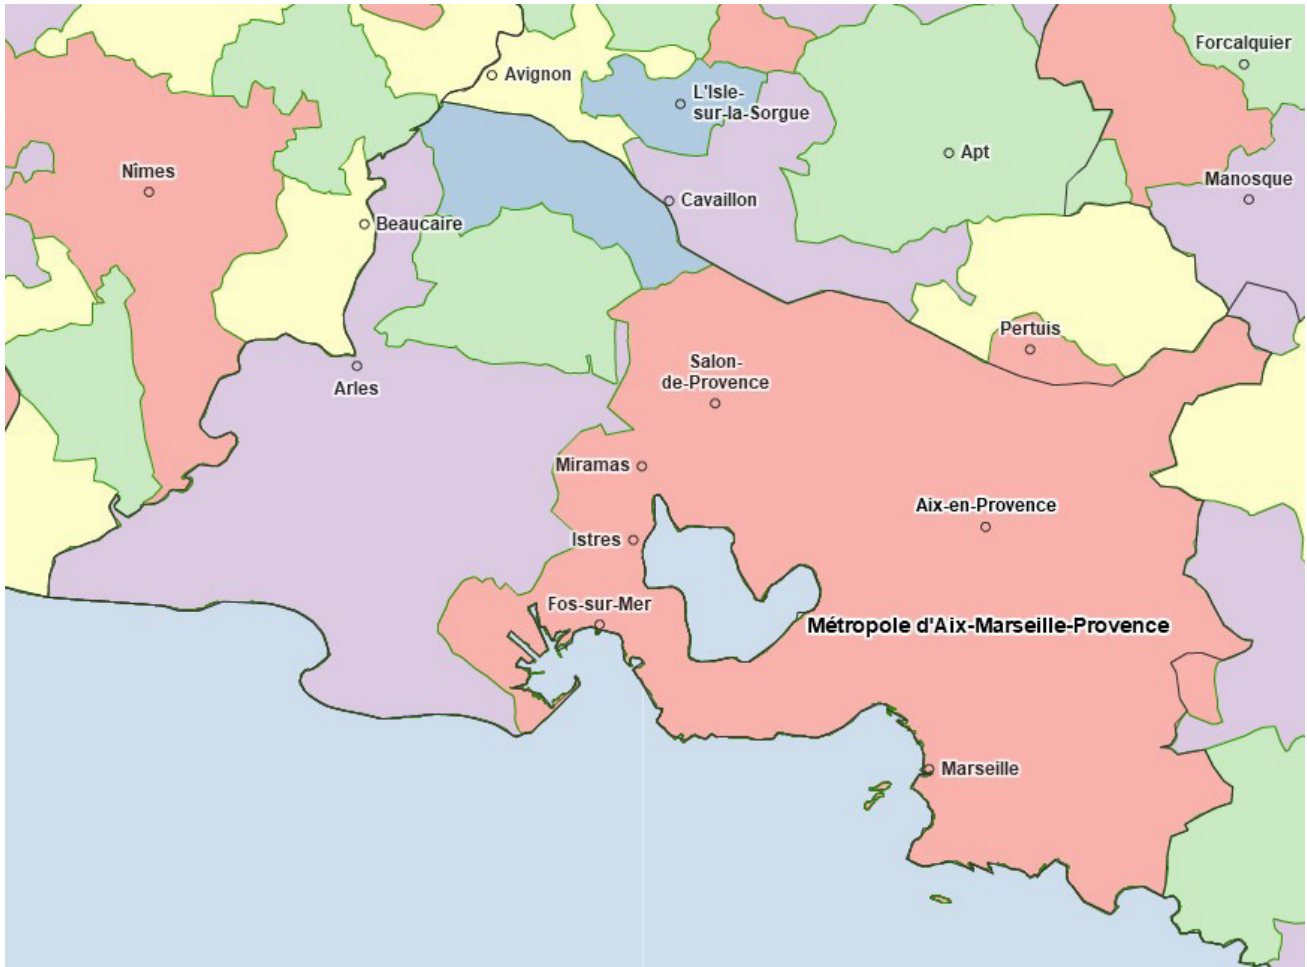 Forcalquier
Avignon
L'Isle-
sur-la-Sorgue
Apt
Nîmes
Manosque
Cavaillon
Beaucaire
Pertuis
Salon-
de-Provence
Arles
Miramas
Aix-en-Provence
Istres
Fos-sur-Mer
Métropole d'Aix-Marseille-Provence
Marseille